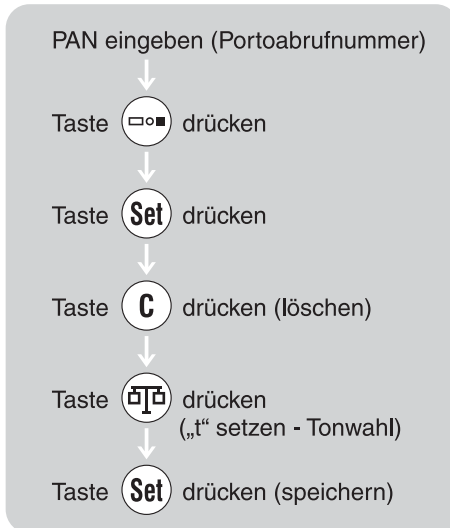 PAN eingeben (Portoabrufnummer)
Taste drücken
Taste Set drücken
Taste C drücken (löschen)
Taste drücken
(„t“ setzen - Tonwahl)
Taste Set drücken (speichern)